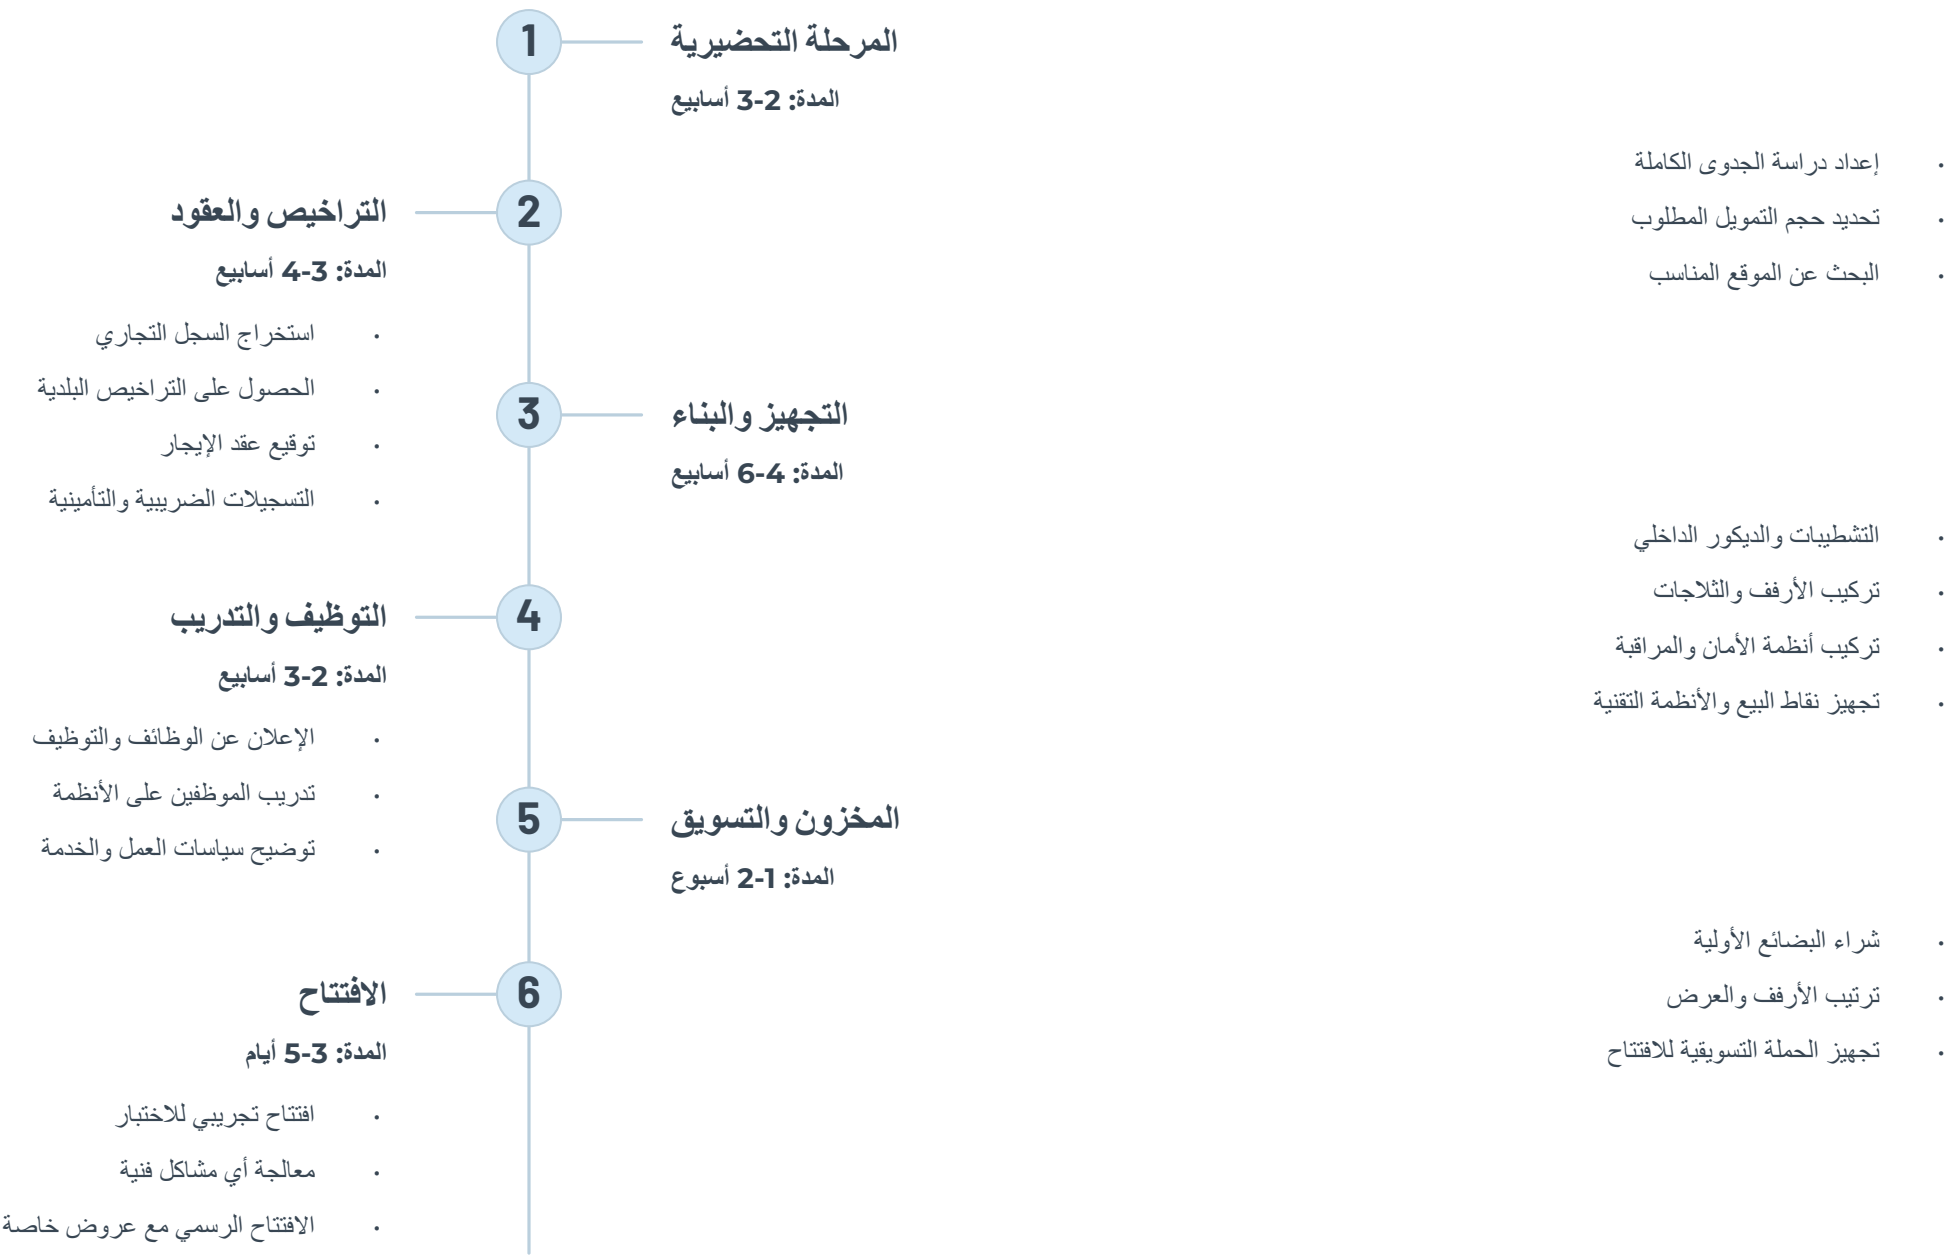 1
المرحلة التحضيرية
المدة: 2-3 أسابيع
· إعداد دراسة الجدوى الكاملة
· تحديد حجم التمويل المطلوب
· البحث عن الموقع المناسب
2
التراخيص والعقود
المدة: 3-4 أسابيع
· استخراج السجل التجاري
· الحصول على التراخيص البلدية
· توقيع عقد الإيجار
· التسجيلات الضريبية والتأمينية
3
التجهيز والبناء
المدة: 4-6 أسابيع
· التشطيبات والديكور الداخلي
· تركيب الأرفف والثلاجات
· تركيب أنظمة الأمان والمراقبة
· تجهيز نقاط البيع والأنظمة التقنية
4
التوظيف والتدريب
المدة: 2-3 أسابيع
· الإعلان عن الوظائف والتوظيف
· تدريب الموظفين على الأنظمة
· توضيح سياسات العمل والخدمة
5
المخزون والتسويق
المدة: 1-2 أسبوع
· شراء البضائع الأولية
· ترتيب الأرفف والعرض
· تجهيز الحملة التسويقية للافتتاح
6
الافتتاح
المدة: 3-5 أيام
· افتتاح تجريبي للاختبار
· معالجة أي مشاكل فنية
· الافتتاح الرسمي مع عروض خاصة